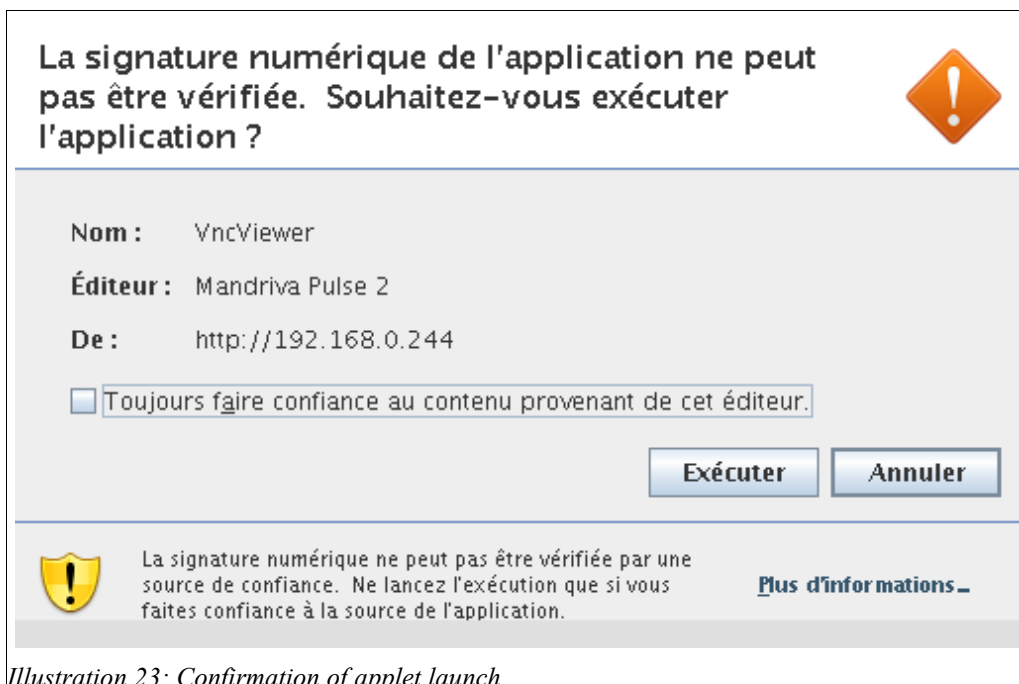 La signature numérique de l'application ne peut
pas être vérifiée. Souhaitez-vous exécuter
l'application ?
Nom : VncViewer
Éditeur : Mandriva Pulse 2
De : http://192.168.0.244
Toujours faire confiance au contenu provenant de cet éditeur.
Exécuter Annuler
La signature numérique ne peut pas être vérifiée par une
source de confiance. Ne lancez l'exécution que si vous
faites confiance à la source de l'application.
Plus d'informations...
Illustration 23: Confirmation of applet launch